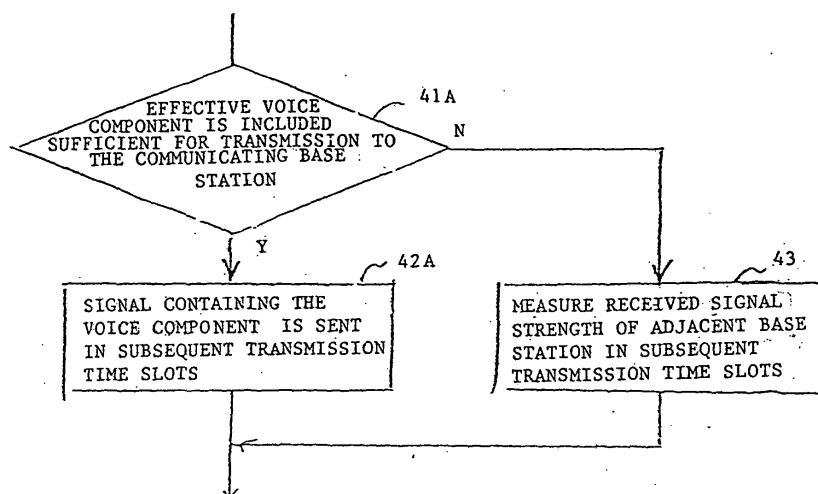 41A
EFFECTIVE VOICE
COMPONENT IS INCLUDED
SUFFICIENT FOR TRANSMISSION TO
THE COMMUNICATING BASE
STATION
N
Y
42A
SIGNAL CONTAINING THE
VOICE COMPONENT IS SENT
IN SUBSEQUENT TRANSMISSION
TIME SLOTS
43
MEASURE RECEIVED SIGNAL
STRENGTH OF ADJACENT BASE
STATION IN SUBSEQUENT
TRANSMISSION TIME SLOTS